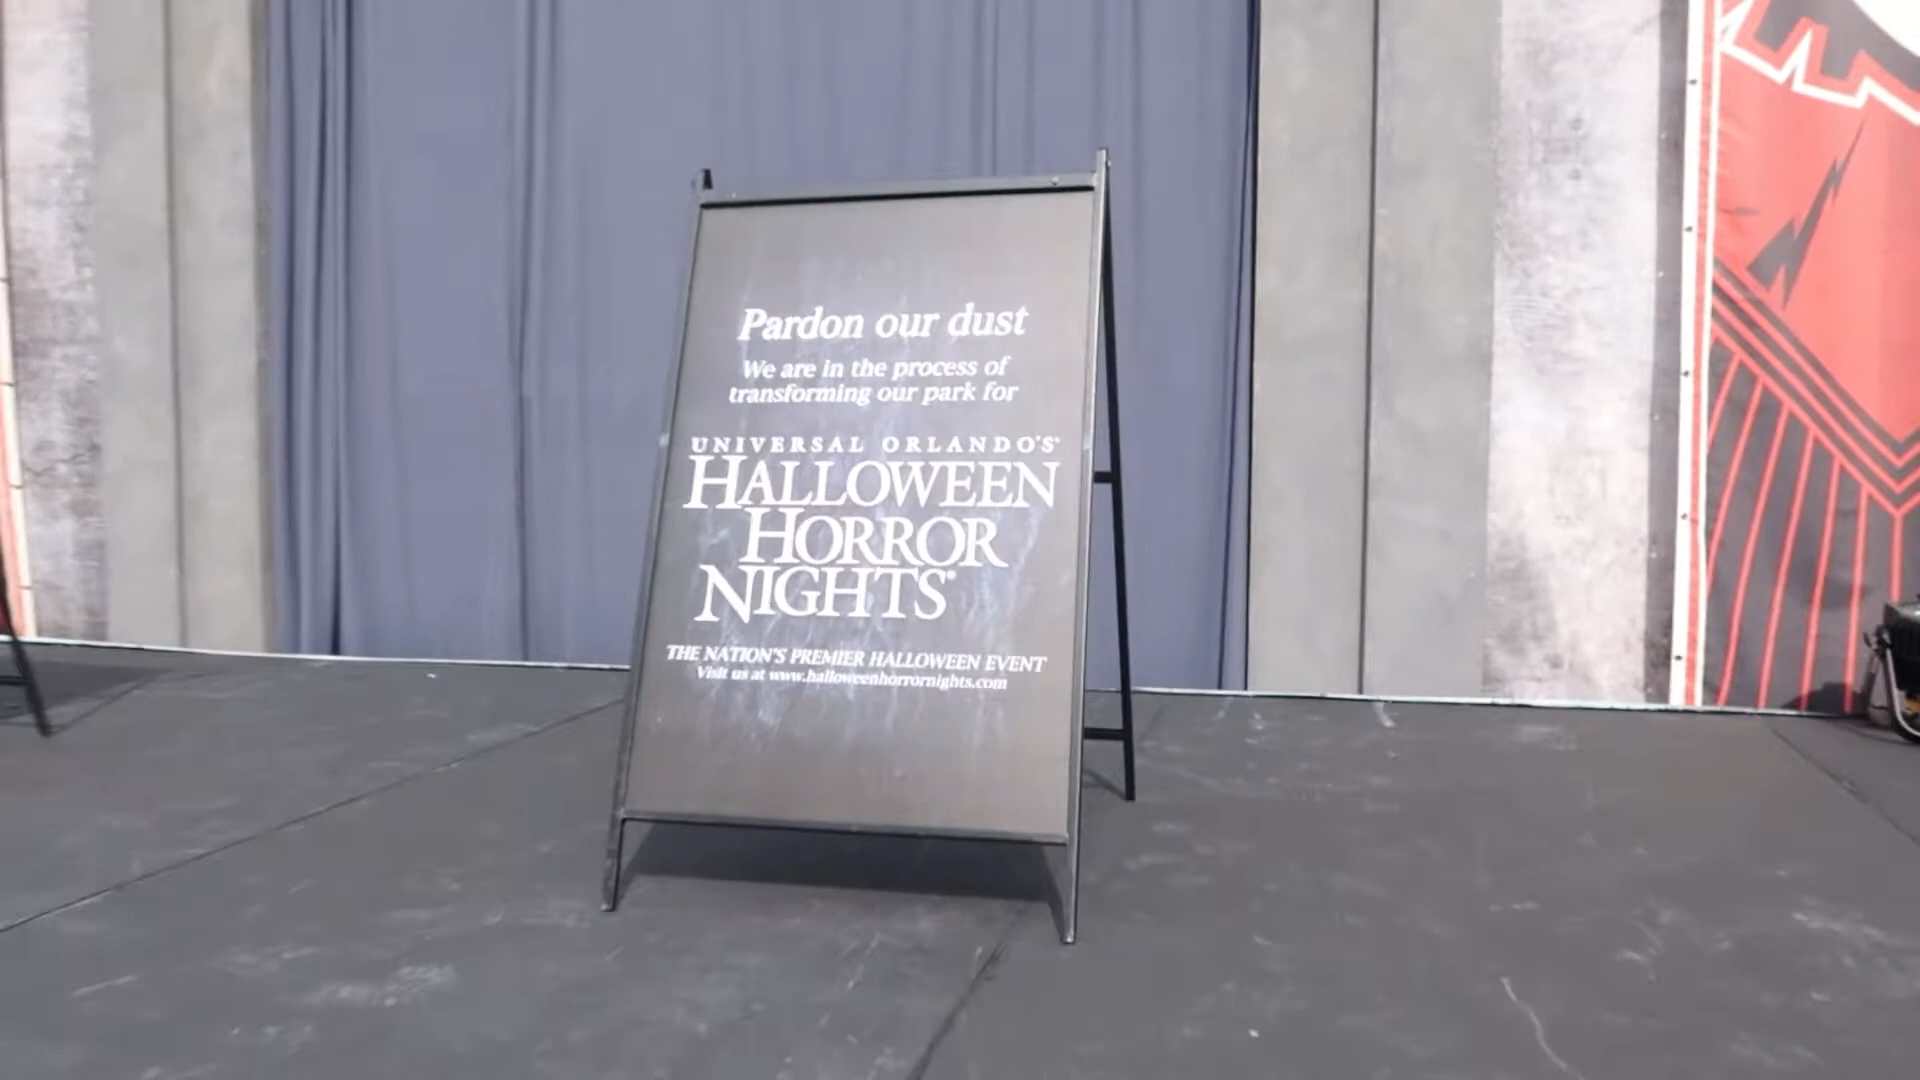 Pardon our dust
We are in the process of
transforming our park for
UNIVERSAL ORLANDO'S®
HALLOWEEN
HORROR
NIGHTS®
THE NATION'S PREMIER HALLOWEEN EVENT
Visit us at www.halloweenhorrornights.com